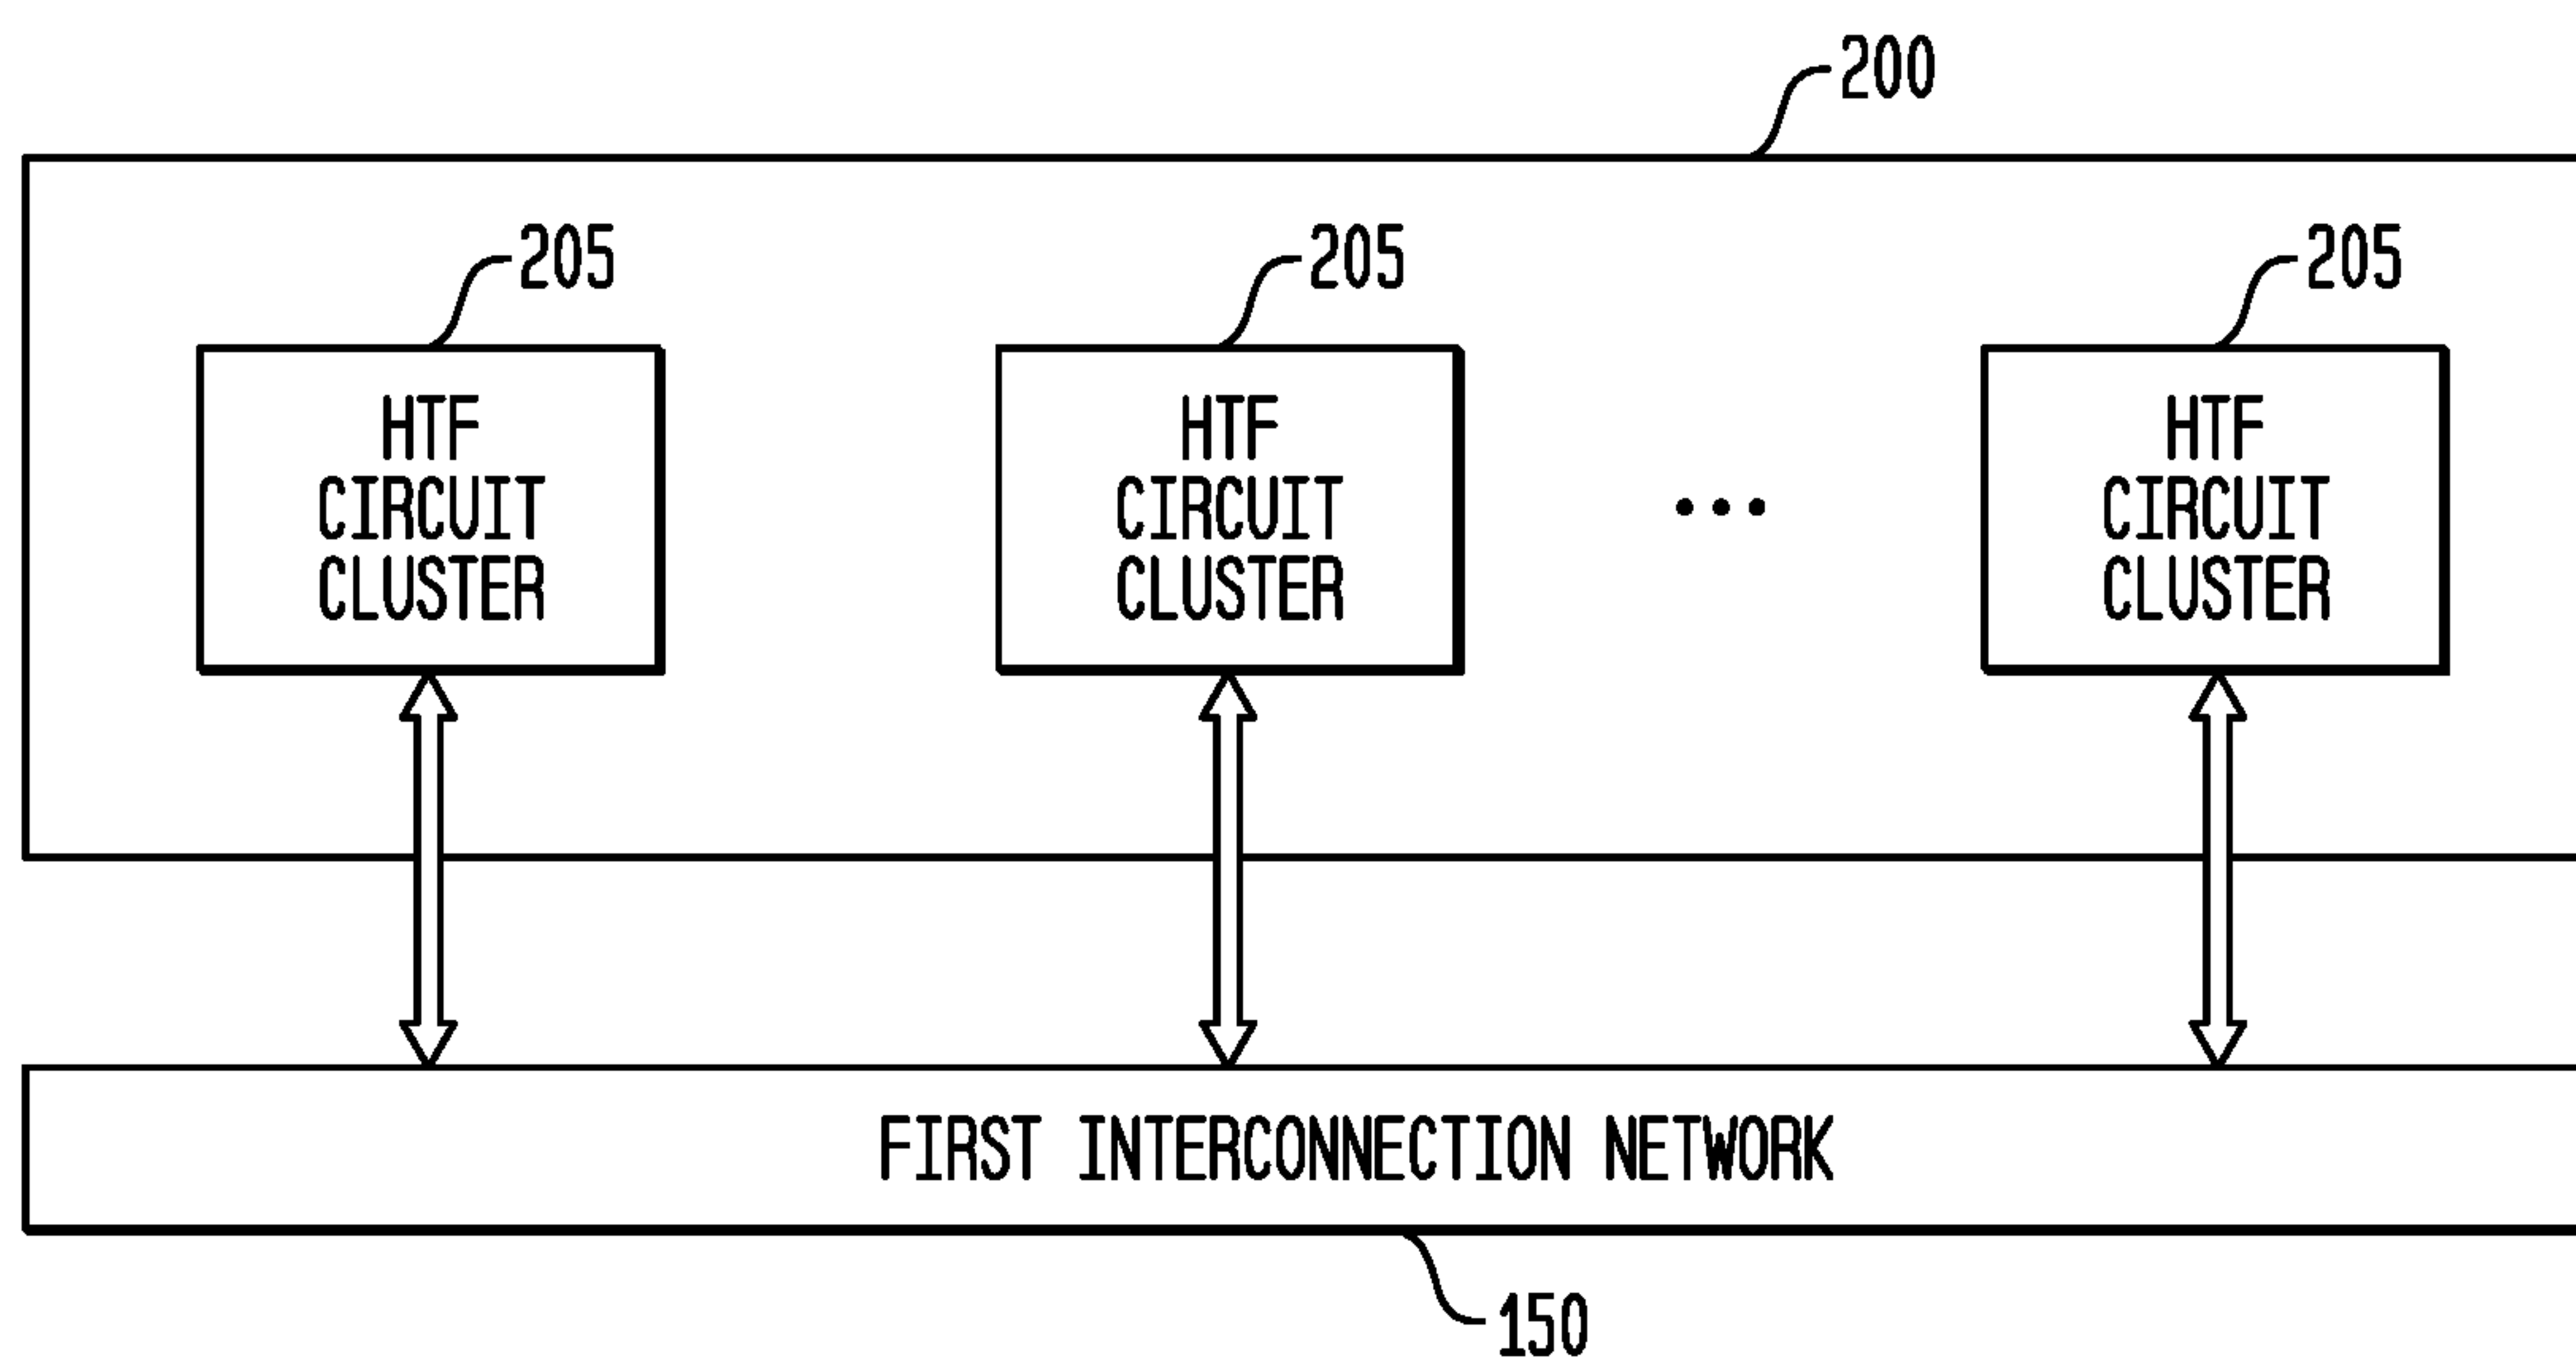 200
205
205
205
HTF
CIRCUIT
CLUSTER
HTF
CIRCUIT
CLUSTER
HTF
CIRCUIT
CLUSTER
FIRST INTERCONNECTION NETWORK
150